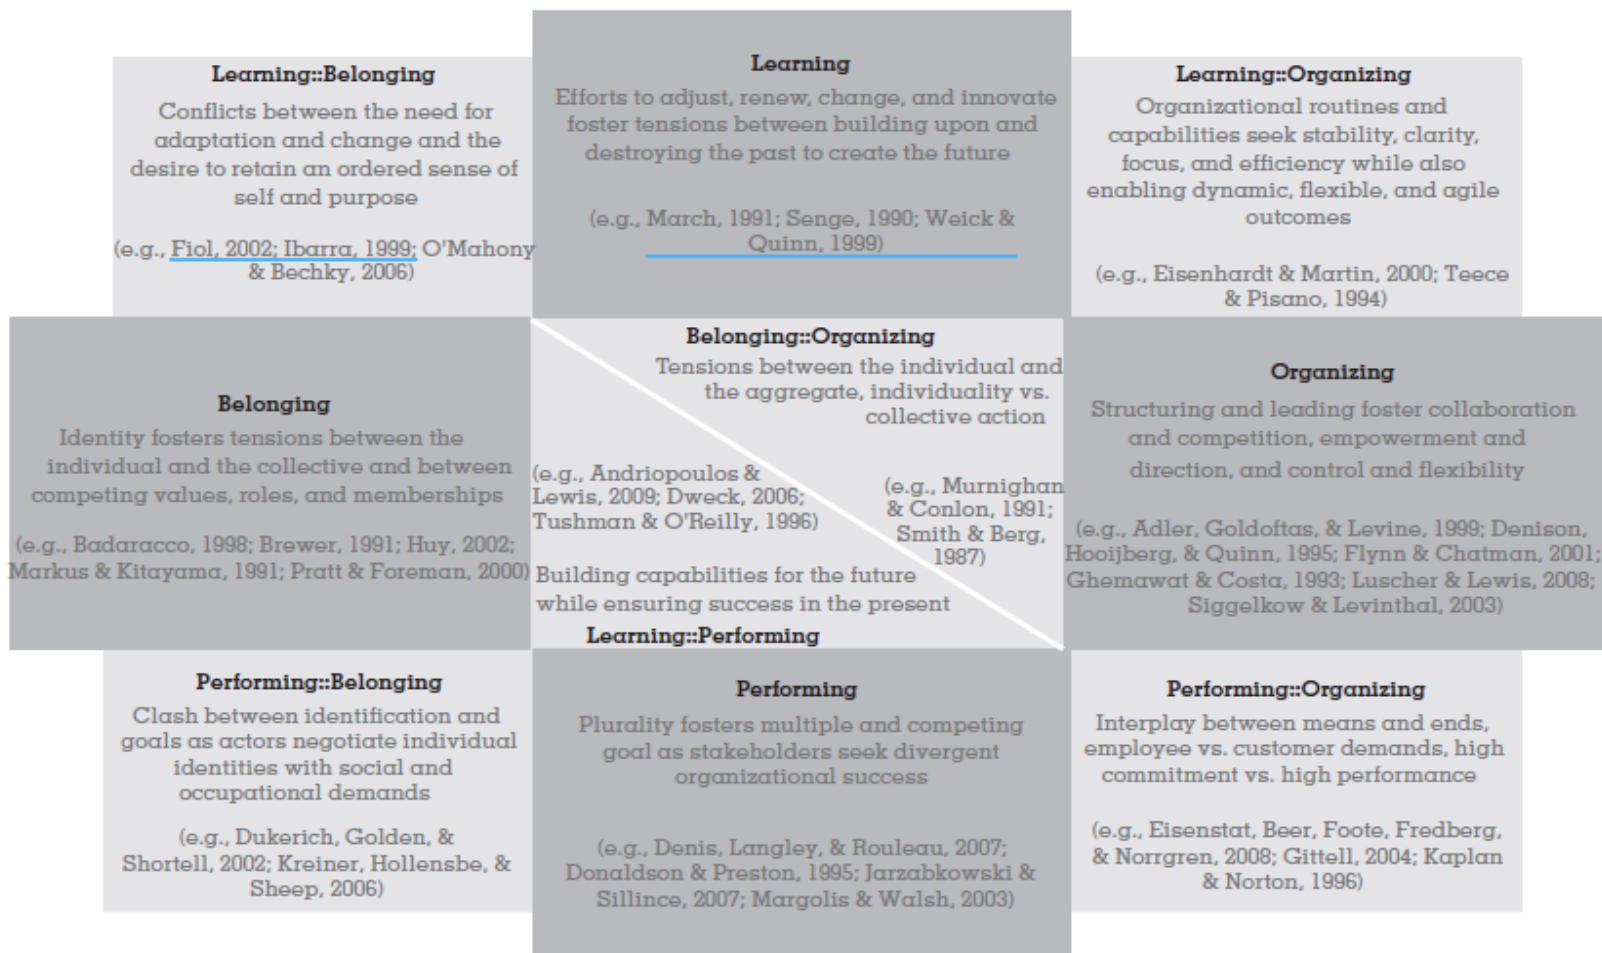 Learning::Belonging
Conflicts between the need for
adaptation and change and the
desire to retain an ordered sense of
self and purpose
(e.g., Fiol, 2002; Ibarra, 1999; O'Mahony
& Bechky, 2006)
Learning
Efforts to adjust, renew, change, and innovate
foster tensions between building upon and
destroying the past to create the future
(e.g., March, 1991; Senge, 1990; Weick &
Quinn, 1999)
Learning::Organizing
Organizational routines and
capabilities seek stability, clarity,
focus, and efficiency while also
enabling dynamic, flexible, and agile
outcomes
(e.g., Eisenhardt & Martin, 2000; Teece
& Pisano, 1994)
Belonging
Identity fosters tensions between the
individual and the collective and between
competing values, roles, and memberships
(e.g., Badaracco, 1998; Brewer, 1991; Huy, 2002;
Markus & Kitayama, 1991; Pratt & Foreman, 2000)
Belonging::Organizing
Tensions between the individual and
the aggregate, individuality vs.
collective action
(e.g., Murnighan
& Conlon, 1991;
Smith & Berg,
1987)
(e.g., Andriopoulos &
Lewis, 2009; Dweck, 2006;
Tushman & O'Reilly, 1996)
Building capabilities for the future
while ensuring success in the present
Learning::Performing
Organizing
Structuring and leading foster collaboration
and competition, empowerment and
direction, and control and flexibility
(e.g., Adler, Goldoftas, & Levine, 1999; Denison,
Hooijberg, & Quinn, 1995; Flynn & Chatman, 2001;
Ghemawat & Costa, 1993; Luscher & Lewis, 2008;
Siggelkow & Levinthal, 2003)
Performing::Belonging
Clash between identification and
goals as actors negotiate individual
identities with social and
occupational demands
(e.g., Dukerich, Golden, &
Shortell, 2002; Kreiner, Hollensbe, &
Sheep, 2006)
Performing
Plurality fosters multiple and competing
goal as stakeholders seek divergent
organizational success
(e.g., Denis, Langley, & Rouleau, 2007;
Donaldson & Preston, 1995; Jarzabkowski &
Sillince, 2007; Margolis & Walsh, 2003)
Performing::Organizing
Interplay between means and ends,
employee vs. customer demands, high
commitment vs. high performance
(e.g., Eisenstat, Beer, Foote, Fredberg,
& Norrgren, 2008; Gittell, 2004; Kaplan
& Norton, 1996)